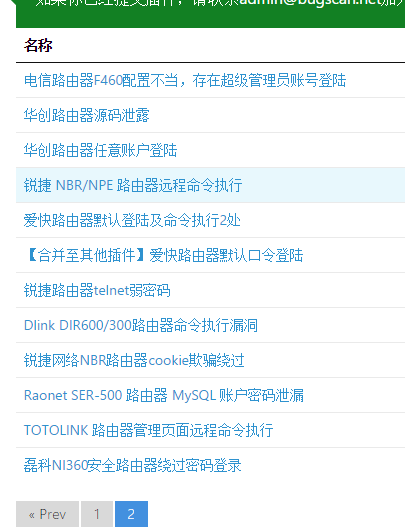 如果你已经提交插件，请联系admin@bugscan.net加入
名称
电信路由器F460配置不当，存在超级管理员账号登陆
华创路由器源码泄露
华创路由器任意账户登陆
锐捷 NBR/NPE 路由器远程命令执行
爱快路由器默认登陆及命令执行2处
【合并至其他插件】爱快路由器默认口令登陆
锐捷路由器telnet弱密码
Dlink DIR600/300路由器命令执行漏洞
锐捷网络NBR路由器cookie欺骗绕过
Raonet SER-500 路由器 MySQL 账户密码泄漏
TOTOLINK 路由器管理页面远程命令执行
磊科NI360安全路由器绕过密码登录
« Prev 1 2